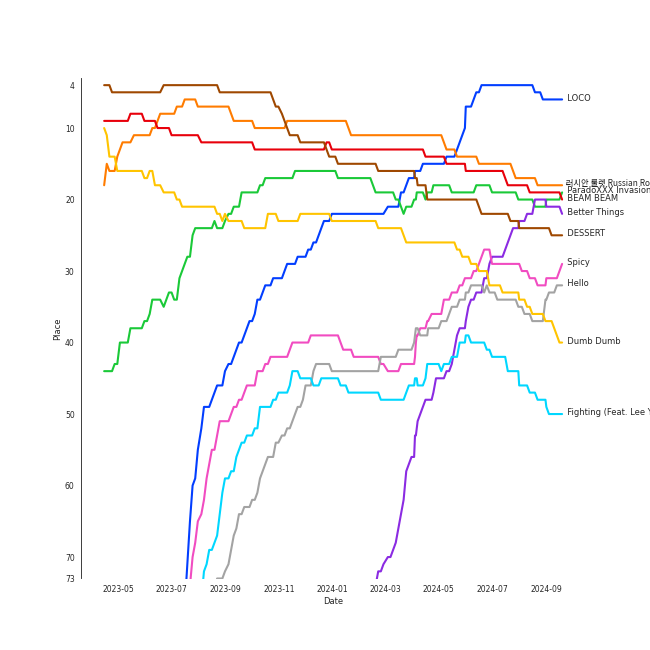 4
10
20
30
40
50
60
70
73
Place
2023-05
2023-07
2023-09
2023-11
2024-01
2024-03
2024-05
2024-07
2024-09
Date
LOCO
러시안 룰렛 Russian Ro
ParadoXXX Invasion
BEAM BEAM
Better Things
DESSERT
Spicy
Hello
Dumb Dumb
Fighting (Feat. Lee Y